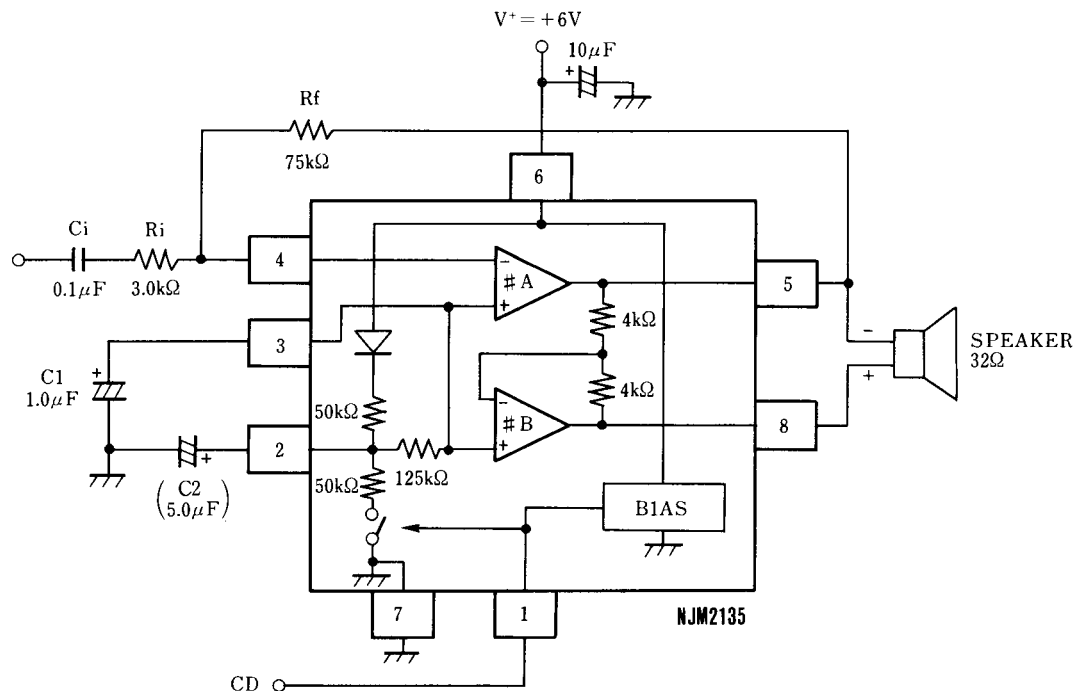 V⁺=+6V
10μF
+
Rf
75kΩ
6
Ci
Ri
0.1μF
3.0kΩ
4
−
#A
+
5
4kΩ
−
SPEAKER
32Ω
+
3
C1
+
1.0μF
50kΩ
4kΩ
−
#B
+
8
2
125kΩ
C2
+
(5.0μF)
50kΩ
B1AS
7
1
NJM2135
CD